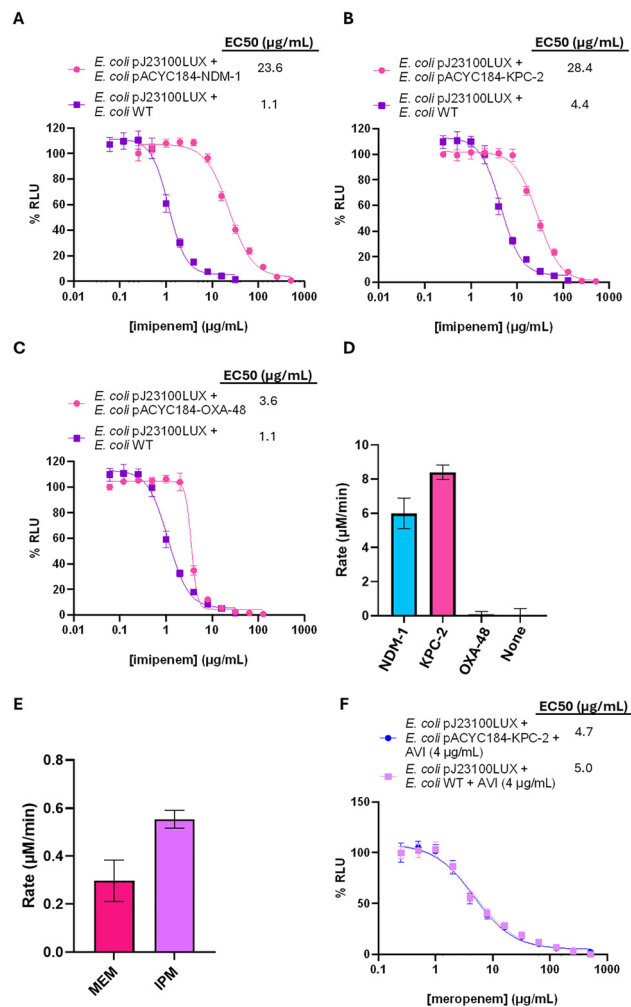 A
EC50 (µg/mL)
E. coli pJ23100LUX +
E. coli pACYC184-NDM-1
23.6
E. coli pJ23100LUX +
E. coli WT
1.1
120
100
80
60
40
20
0
% RLU
0.01
0.1
1
10
100
1000
[imipenem] (µg/mL)
B
EC50 (µg/mL)
E. coli pJ23100LUX +
E. coli pACYC184-KPC-2
28.4
E. coli pJ23100LUX +
E. coli WT
4.4
120
100
80
60
40
20
0
% RLU
0.01
0.1
1
10
100
1000
[imipenem] (µg/mL)
C
EC50 (µg/mL)
E. coli pJ23100LUX +
E. coli pACYC184-OXA-48
3.6
E. coli pJ23100LUX +
E. coli WT
1.1
120
100
80
60
40
20
0
% RLU
0.01
0.1
1
10
100
1000
[imipenem] (µg/mL)
D
10
8
6
4
2
0
Rate (µM/min)
NDM-1
KPC-2
OXA-48
None
E
0.8
0.6
0.4
0.2
0.0
Rate (µM/min)
MEM
IPM
F
EC50 (µg/mL)
E. coli pJ23100LUX +
E. coli pACYC184-KPC-2 +
AVI (4 µg/mL)
4.7
E. coli pJ23100LUX +
E. coli WT + AVI (4 µg/mL)
5.0
150
100
50
0
% RLU
0.1
1
10
100
1000
[meropenem] (µg/mL)